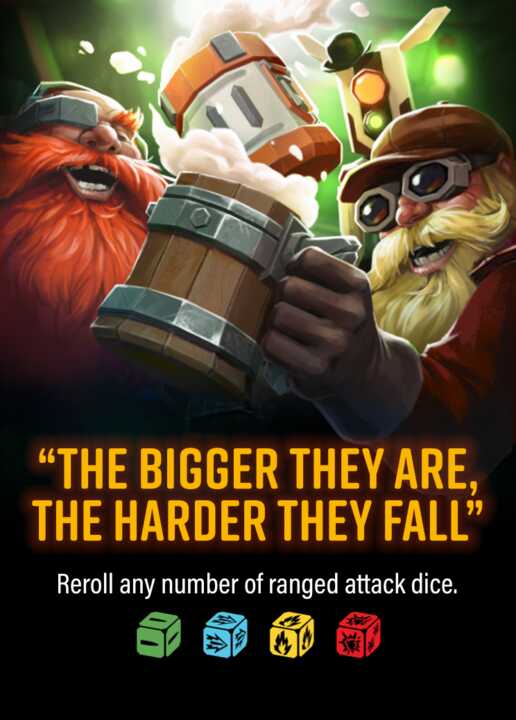 “THE BIGGER THEY ARE,
THE HARDER THEY FALL”
Reroll any number of ranged attack dice.